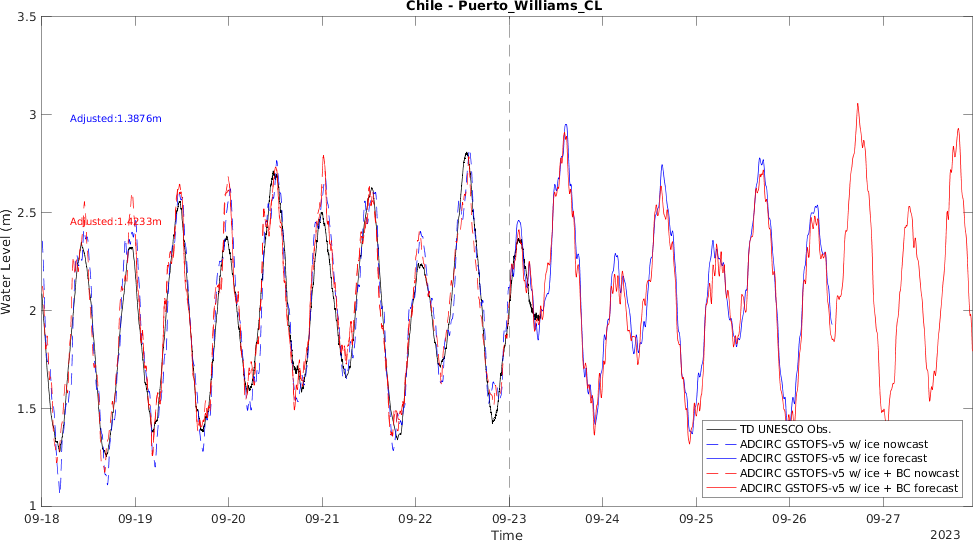 Chile - Puerto_Williams_CL
Water Level (m)
3.5
3
2.5
2
1.5
1
Adjusted:1.3876m
Adjusted:1.4233m
TD UNESCO Obs.
ADCIRC GSTOFS-v5 w/ ice nowcast
ADCIRC GSTOFS-v5 w/ ice forecast
ADCIRC GSTOFS-v5 w/ ice + BC nowcast
ADCIRC GSTOFS-v5 w/ ice + BC forecast
09-18 09-19 09-20 09-21 09-22 09-23 09-24 09-25 09-26 09-27
Time
2023